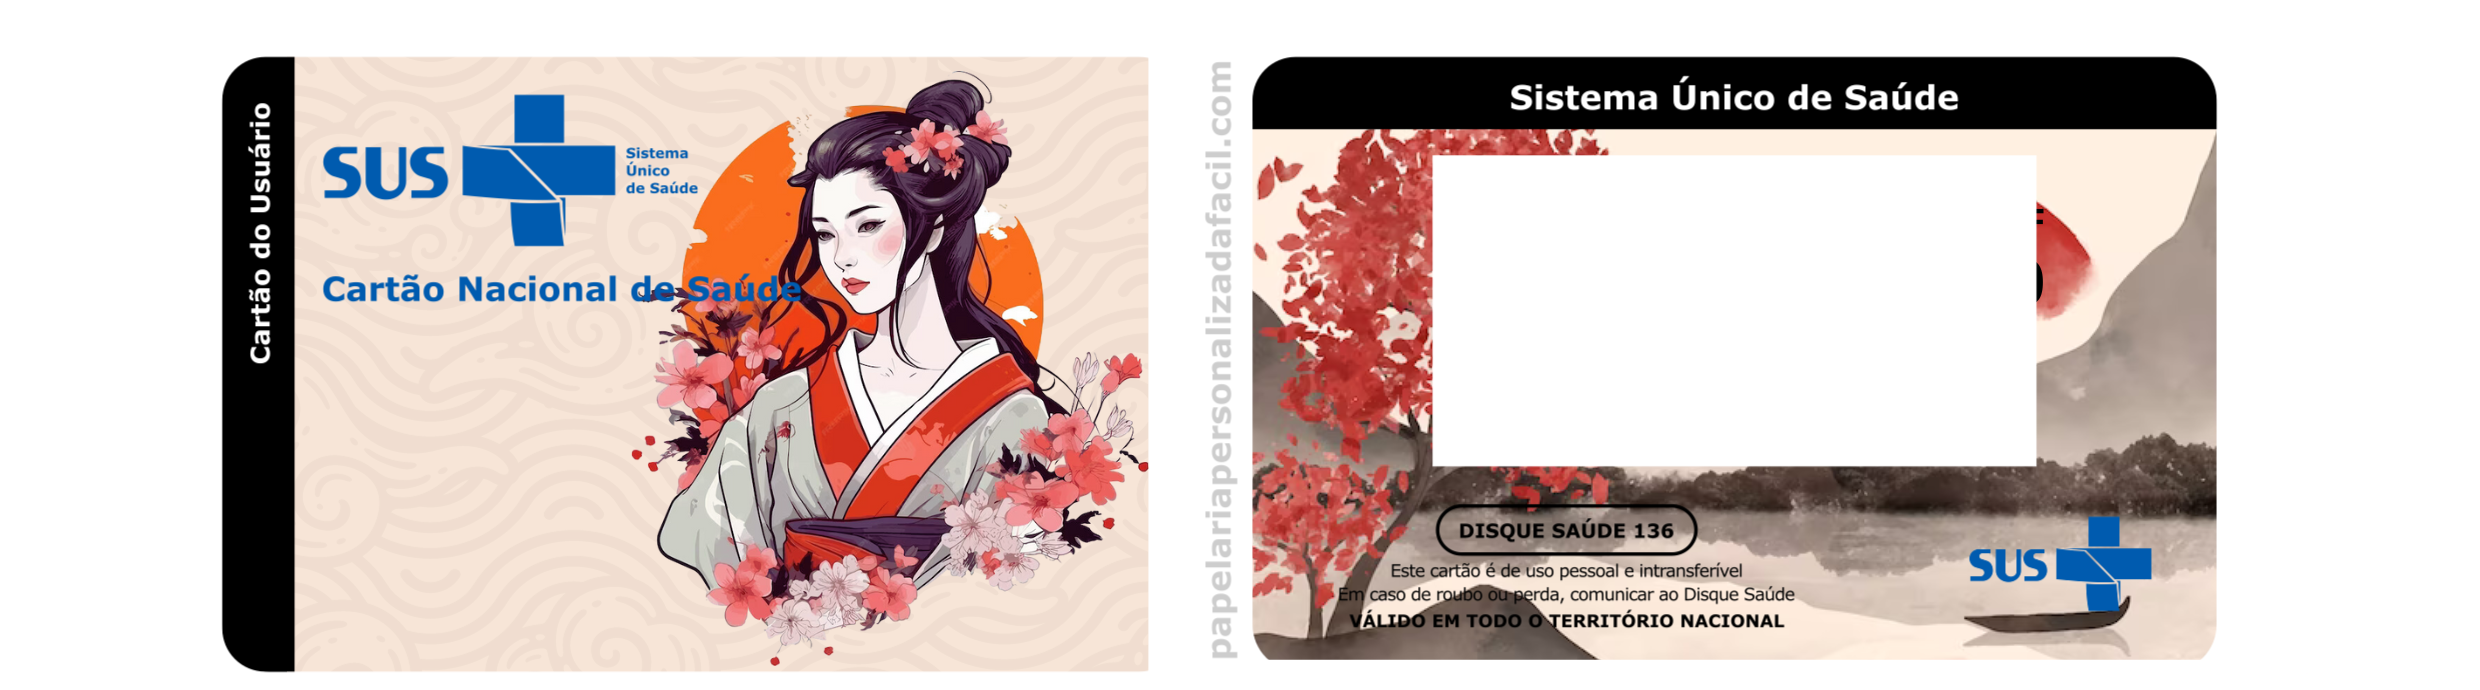 Cartão do Usuário
SUS
Sistema
Único
de Saúde
Cartão Nacional de Saúde
papelariapersonalizadafacil.com
Sistema Único de Saúde
DISQUE SAÚDE 136
Este cartão é de uso pessoal e intransferível
Em caso de roubo ou perda, comunicar ao Disque Saúde
VÁLIDO EM TODO O TERRITÓRIO NACIONAL
SUS